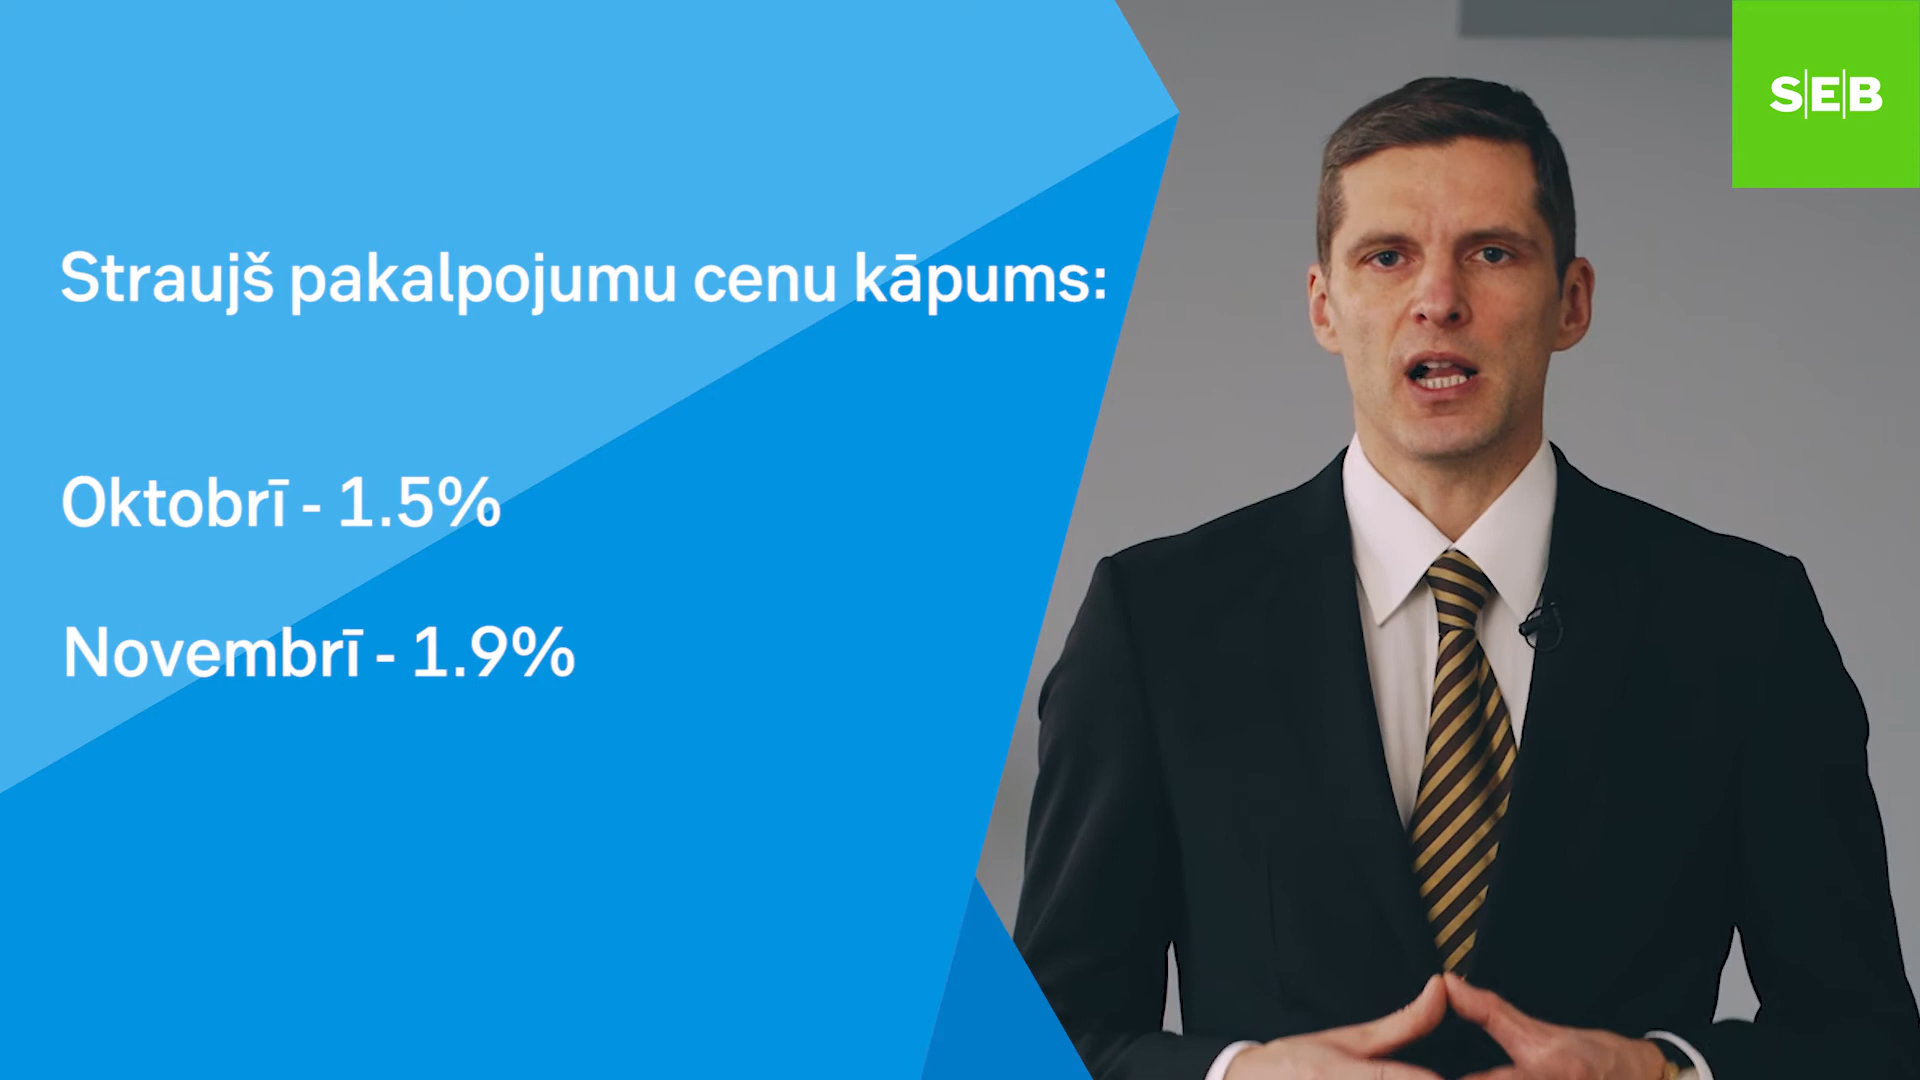 SEB
Straujš pakalpojumu cenu kāpums:
Oktobrī - 1.5%
Novembrī - 1.9%